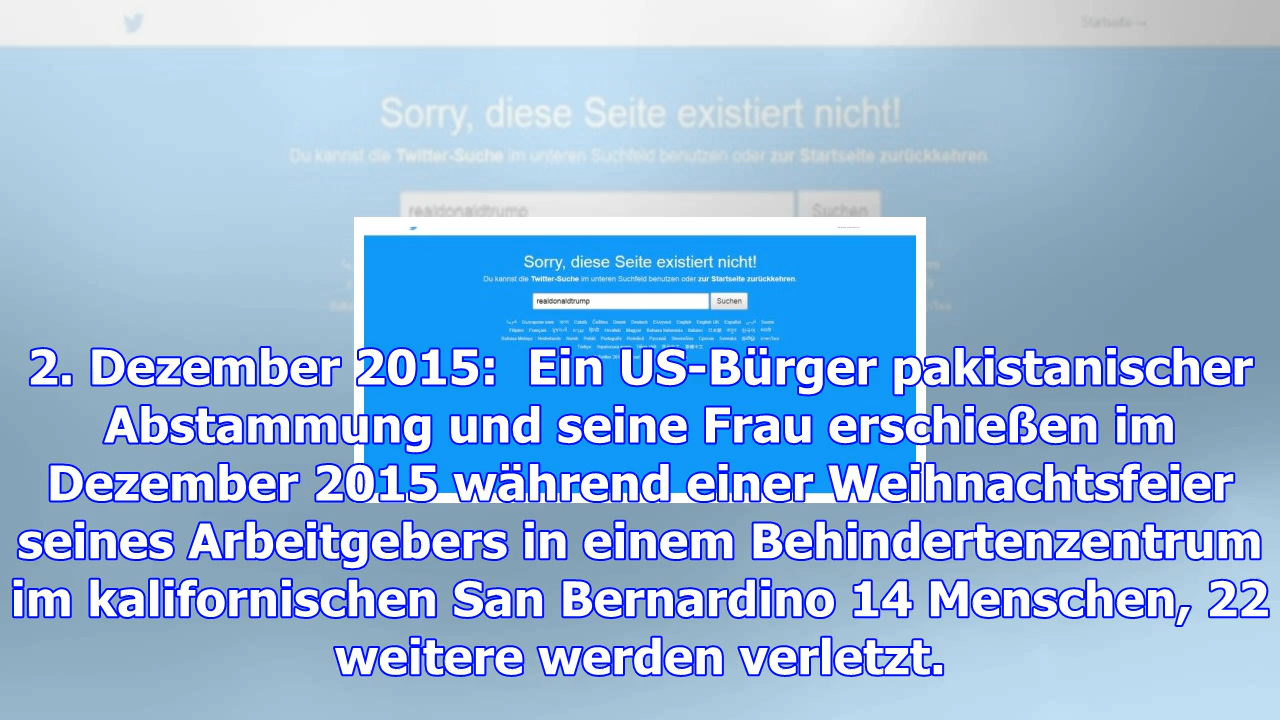 Startseite →
Sorry, diese Seite existiert nicht!
Du kannst die Twitter-Suche im unteren Suchfeld benutzen oder zur Startseite zurückkehren.
realdonaldtrump Suchen
Sorry, diese Seite existiert nicht!
Du kannst die Twitter-Suche im unteren Suchfeld benutzen oder zur Startseite zurückkehren.
realdonaldtrump Suchen
2. Dezember 2015: Ein US-Bürger pakistanischer
Abstammung und seine Frau erschießen im
Dezember 2015 während einer Weihnachtsfeier
seines Arbeitgebers in einem Behindertenzentrum
im kalifornischen San Bernardino 14 Menschen, 22
weitere werden verletzt.